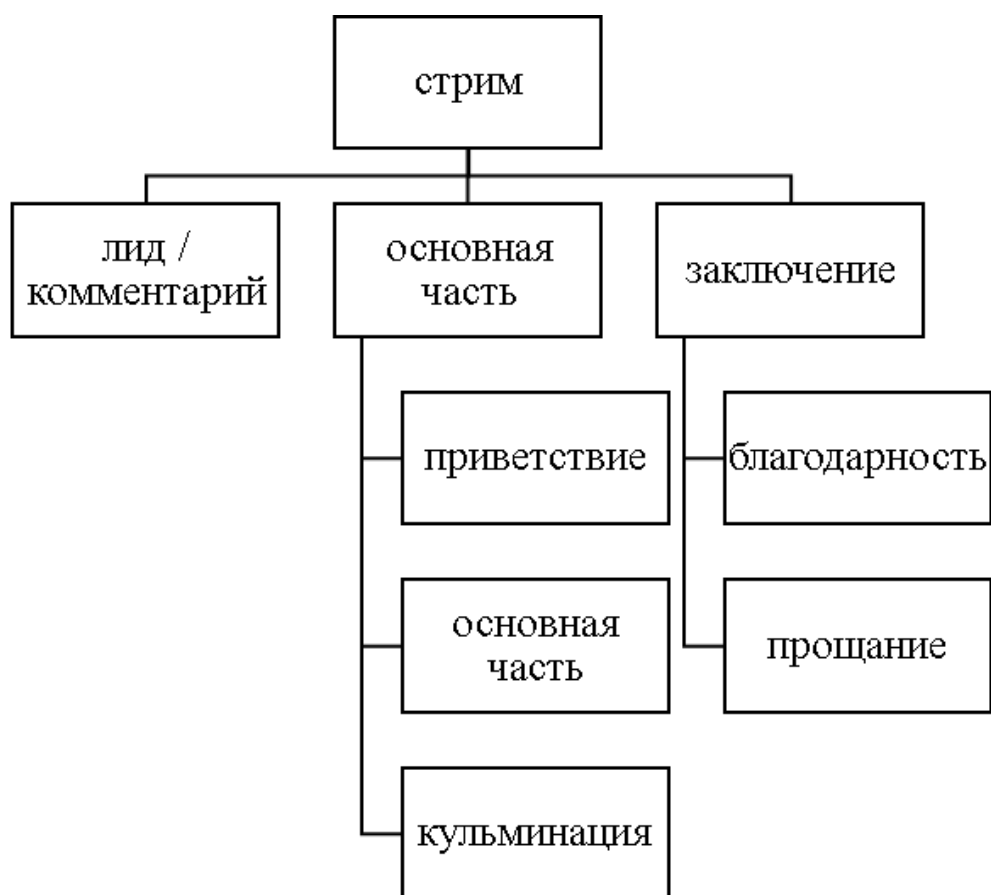 стрим
лид /
комментарий
основная
часть
заключение
приветствие
благодарность
основная
часть
прощание
кульминация